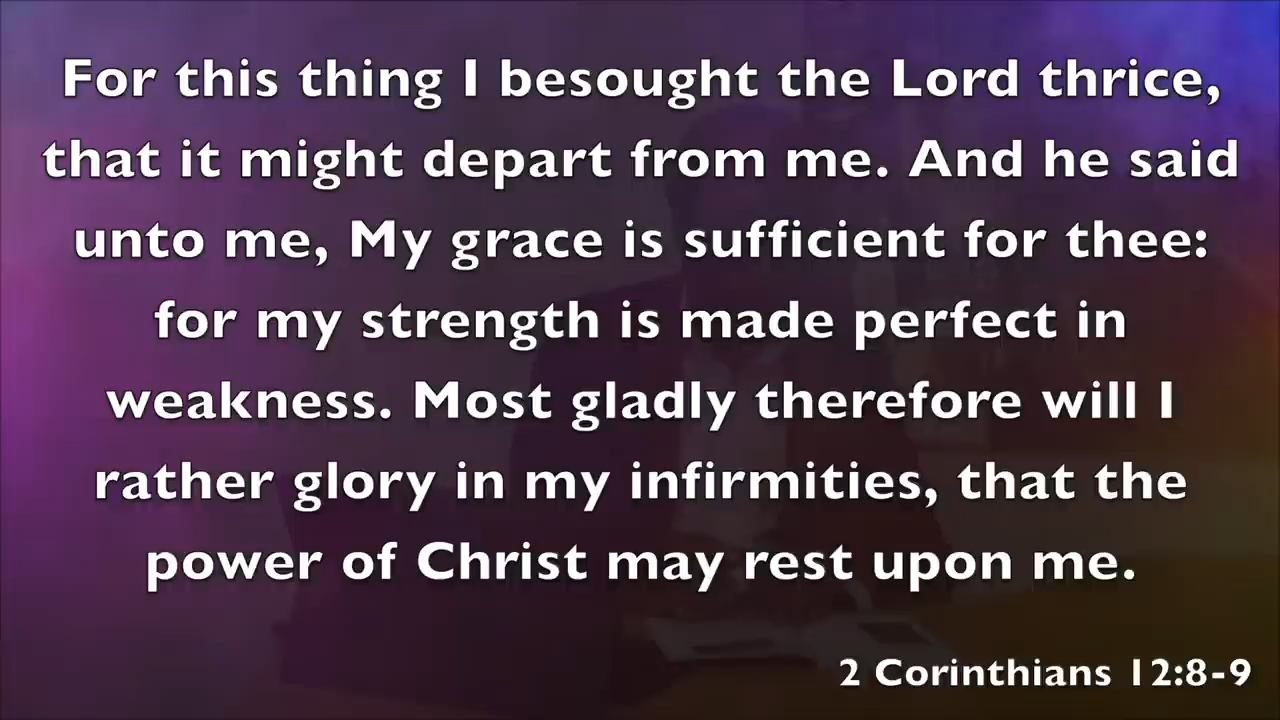 For this thing I besought the Lord thrice,
that it might depart from me. And he said
unto me, My grace is sufficient for thee:
for my strength is made perfect in
weakness. Most gladly therefore will I
rather glory in my infirmities, that the
power of Christ may rest upon me.
2 Corinthians 12:8-9